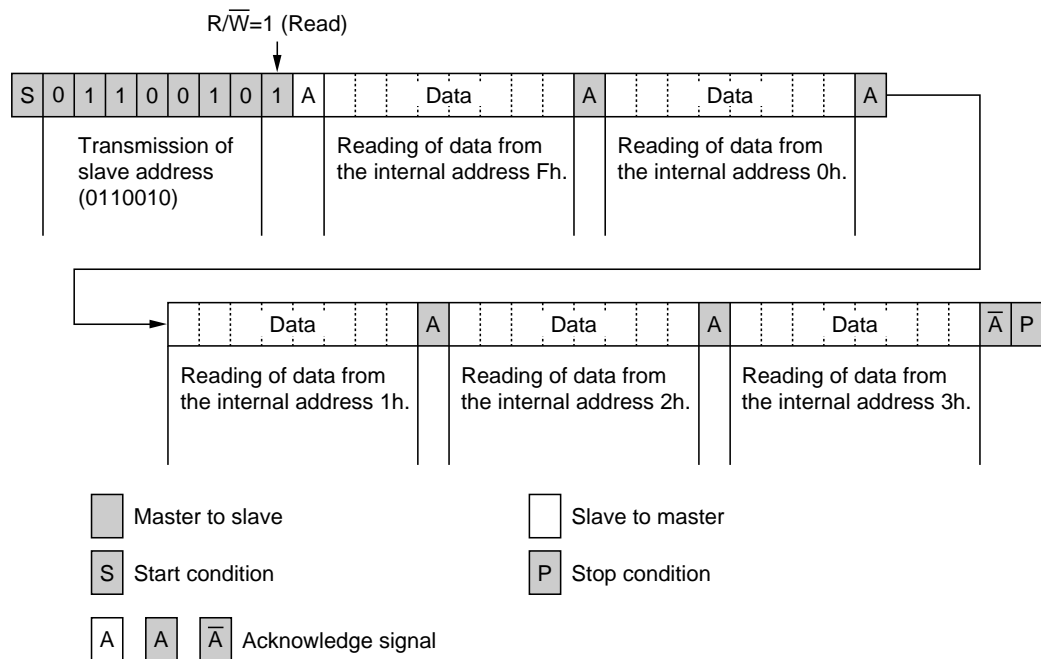 R/W̅=1 (Read)
S 0 1 1 0 0 1 0 1 A Data A Data A
Transmission of
slave address
(0110010)
Reading of data from
the internal address Fh.
Reading of data from
the internal address 0h.
Data A Data A Data A̅ P
Reading of data from
the internal address 1h.
Reading of data from
the internal address 2h.
Reading of data from
the internal address 3h.
Master to slave
Slave to master
S Start condition
P Stop condition
A A A̅ Acknowledge signal